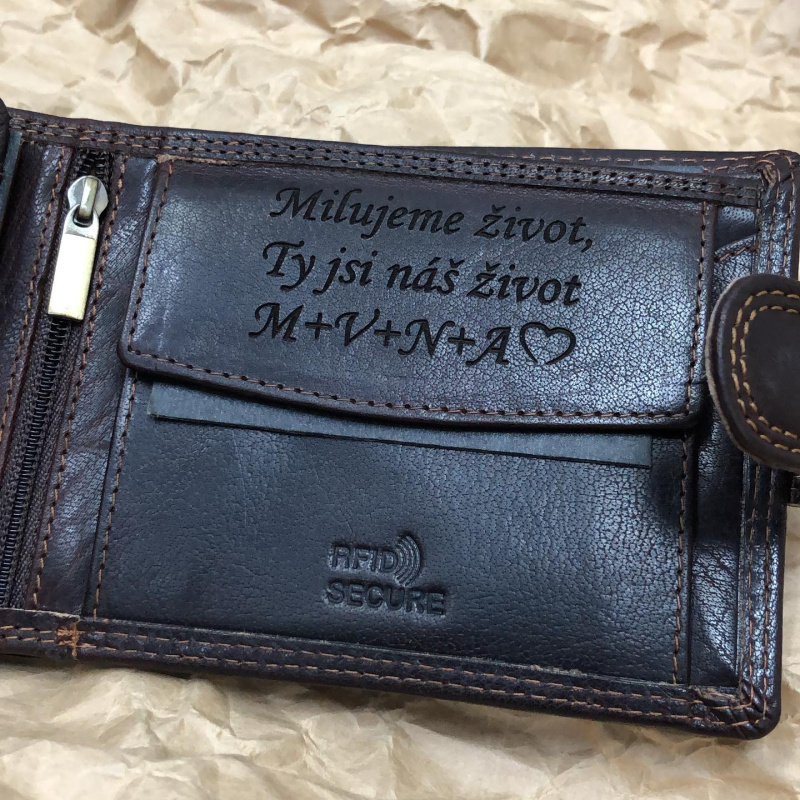 Milujeme život,
Ty jsi náš život
M+V+N+A♡
RFID
SECURE